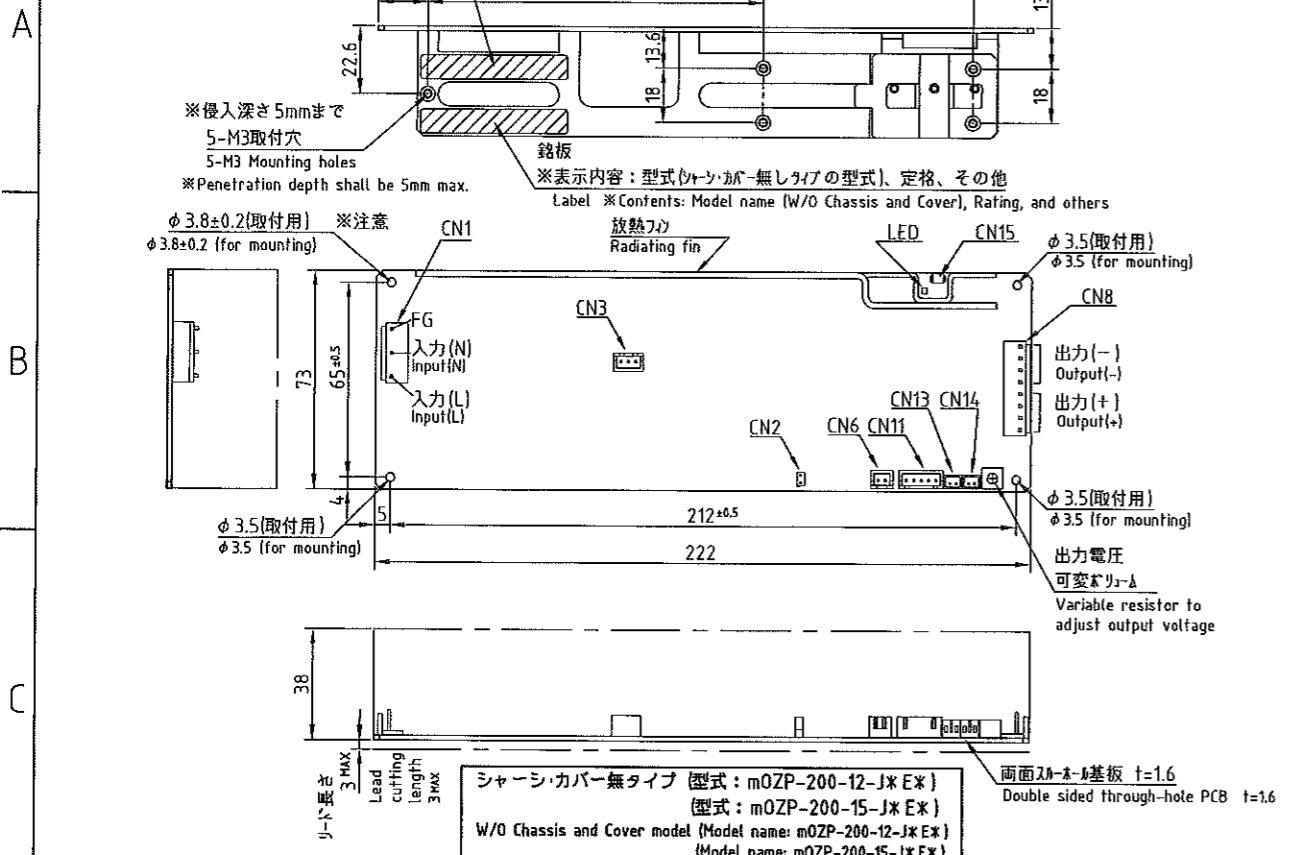 A
22.6
13.6
18
18
※侵入深さ5mmまで
5-M3取付穴
5-M3 Mounting holes
※Penetration depth shall be 5mm max.
銘板
※表示内容：型式(シャーシ・カバー無しタイプの型式)、定格、その他
Label ※Contents: Model name (W/O Chassis and Cover), Rating, and others
φ3.8±0.2(取付用) ※注意
φ3.8±0.2 (for mounting)
CN1
放熱フィン
Radiating fin
LED
CN15
φ3.5(取付用)
φ3.5 (for mounting)
CN8
B
CN3
FG
入力(N)
Input(N)
入力(L)
Input(L)
73
65±0.5
出力(-)
Output(-)
出力(+)
Output(+)
CN13 CN14
CN2
CN6 CN11
4
5
φ3.5(取付用)
φ3.5 (for mounting)
212±0.5
222
φ3.5(取付用)
φ3.5 (for mounting)
出力電圧
可変ボリューム
Variable resistor to
adjust output voltage
C
38
リード長さ
3 MAX
Lead
cutting
length
3 MAX
両面スルーホール基板 t=1.6
Double sided through-hole PCB t=1.6
シャーシ・カバー無タイプ (型式：mOZP-200-12-J*E*)
(型式：mOZP-200-15-J*E*)
W/O Chassis and Cover model (Model name: mOZP-200-12-J*E*)
(Model name: mOZP-200-15-J*E*)